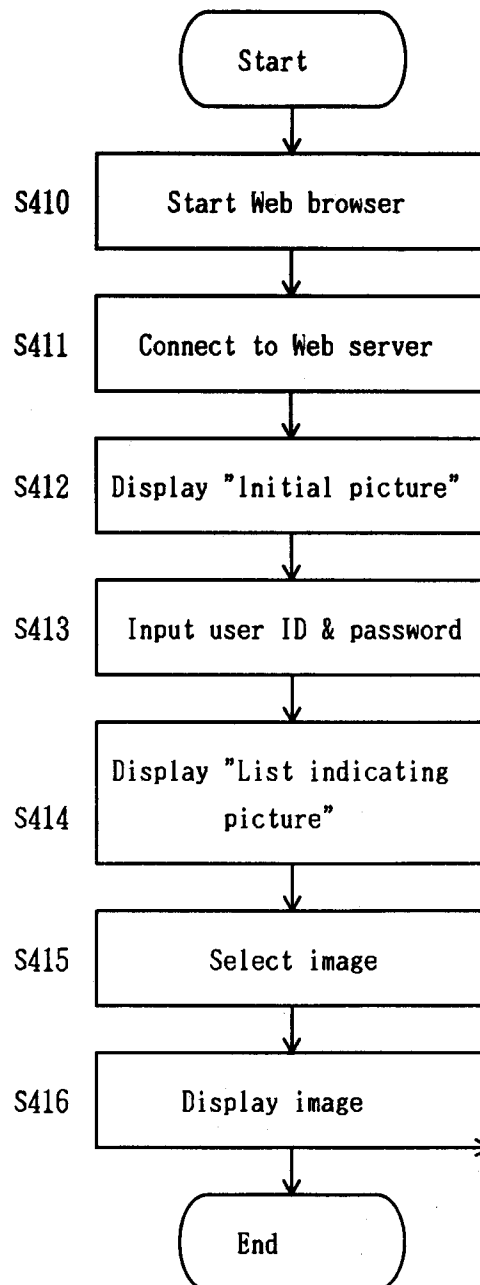 Start
S410 Start Web browser
S411 Connect to Web server
S412 Display "Initial picture"
S413 Input user ID & password
Display "List indicating
S414 picture"
S415 Select image
S416 Display image
End